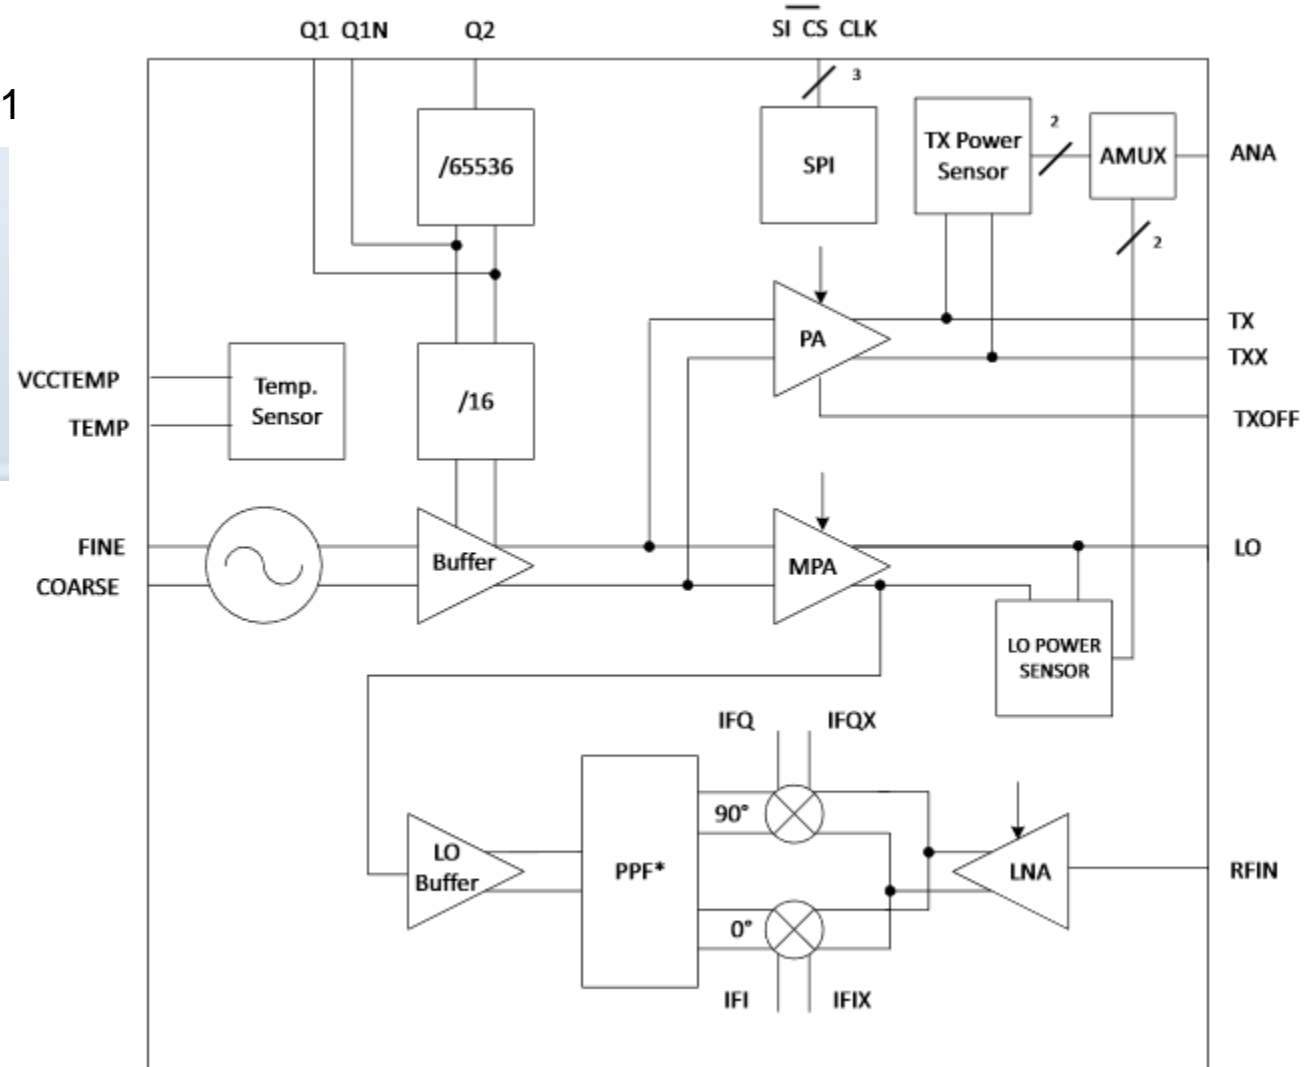 Q1 Q1N Q2 SI CS CLK
3
1
/65536
SPI
TX Power
Sensor
2
AMUX
ANA
2
PA
TX
TXX
TXOFF
VCCTEMP
TEMP
Temp.
Sensor
/16
FINE
COARSE
Buffer
MPA
LO
LO POWER
SENSOR
IFQ IFQX
90°
LO
Buffer
PPF*
LNA
RFIN
0°
IFI IFIX